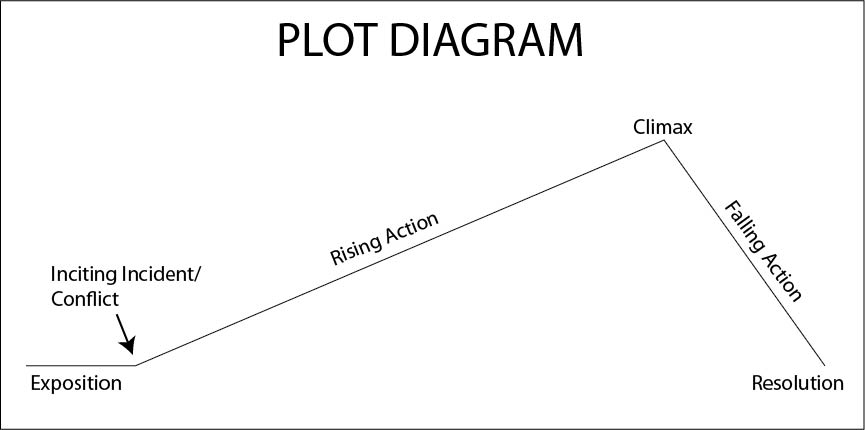 PLOT DIAGRAM
Climax
Rising Action
Falling Action
Inciting Incident/
Conflict
Exposition
Resolution